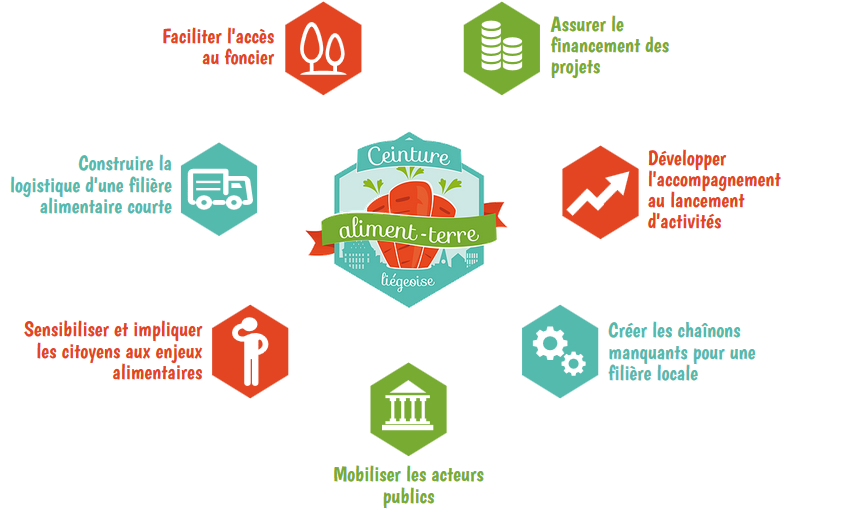 Faciliter l'accès
au foncier
Assurer le
financement des
projets
Construire la
logistique d'une filière
alimentaire courte
Ceinture
aliment-terre
liégeoise
Développer
l'accompagnement
au lancement
d'activités
Sensibiliser et impliquer
les citoyens aux enjeux
alimentaires
Créer les chaînons
manquants pour une
filière locale
Mobiliser les acteurs
publics